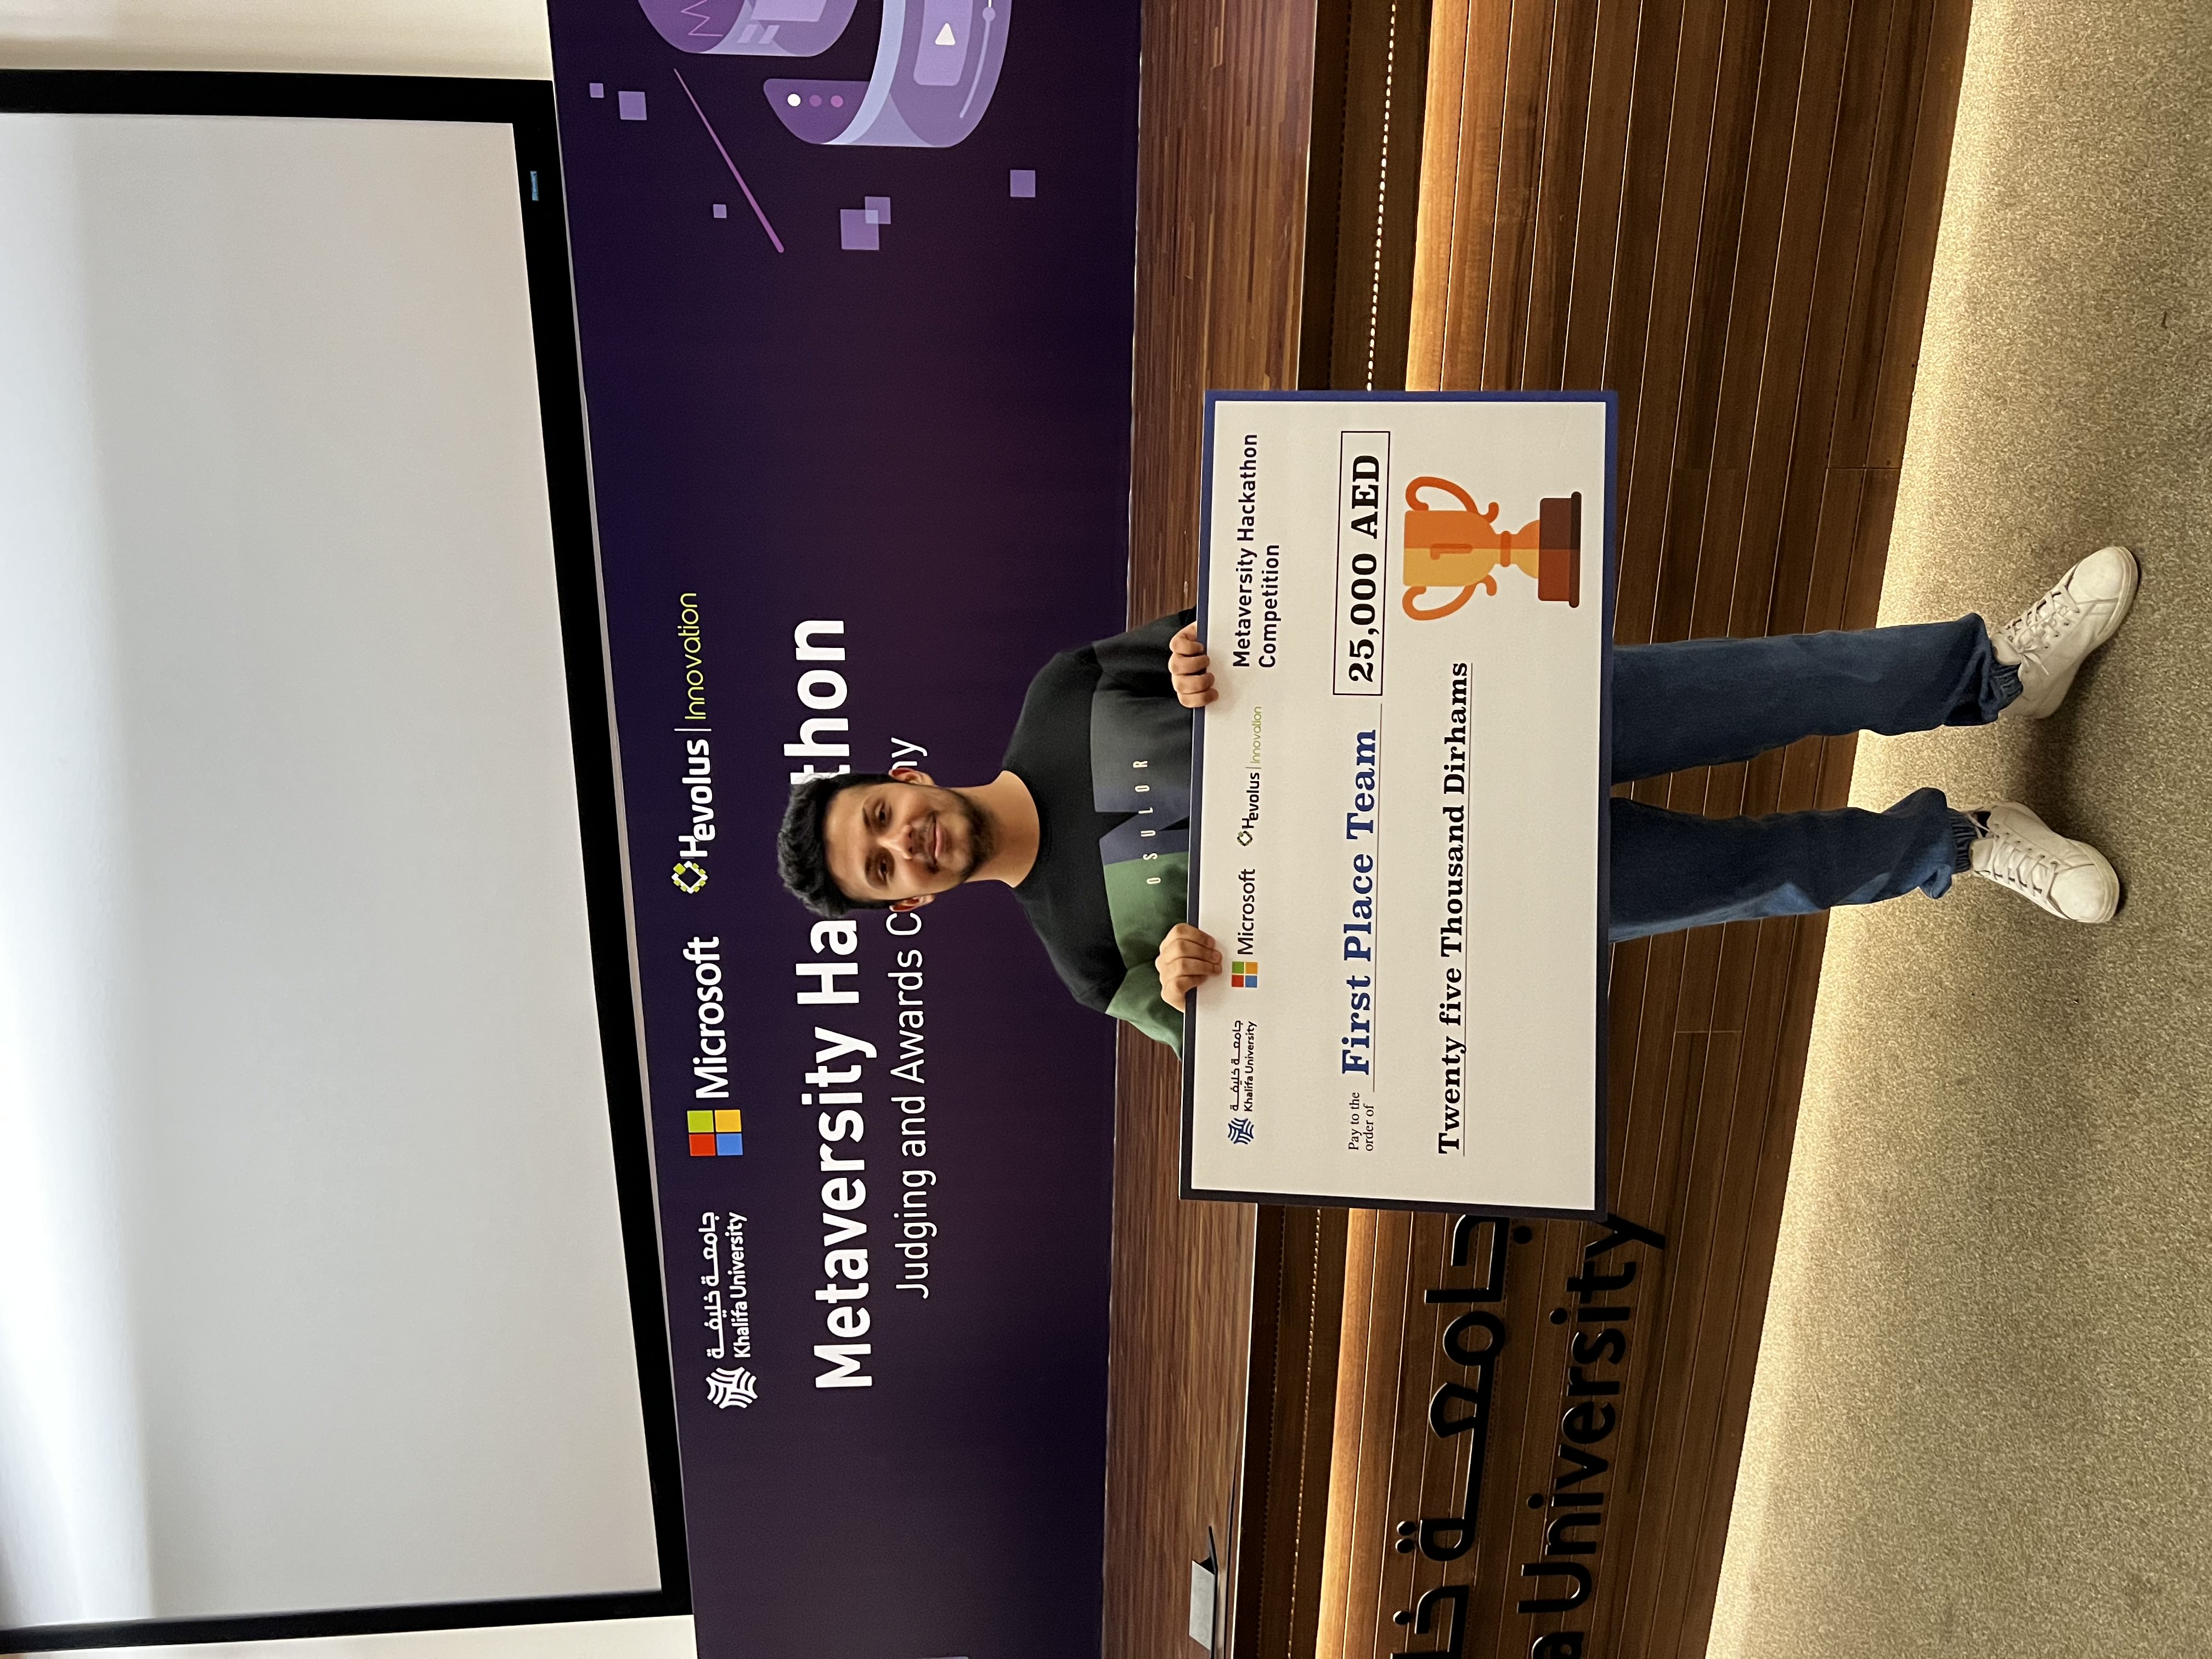 جامعة خليفة
Khalifa University
Microsoft
Hevolus | Innovation
Metaversity Ha thon
Judging and Awards C ny
OSULOR
جامعة خليفة
Khalifa University
Microsoft
Hevolus | Innovation
Metaversity Hackathon
Competition
Pay to the
order of
First Place Team
25,000 AED
Twenty five Thousand Dirhams
1
جامعة خ
a University